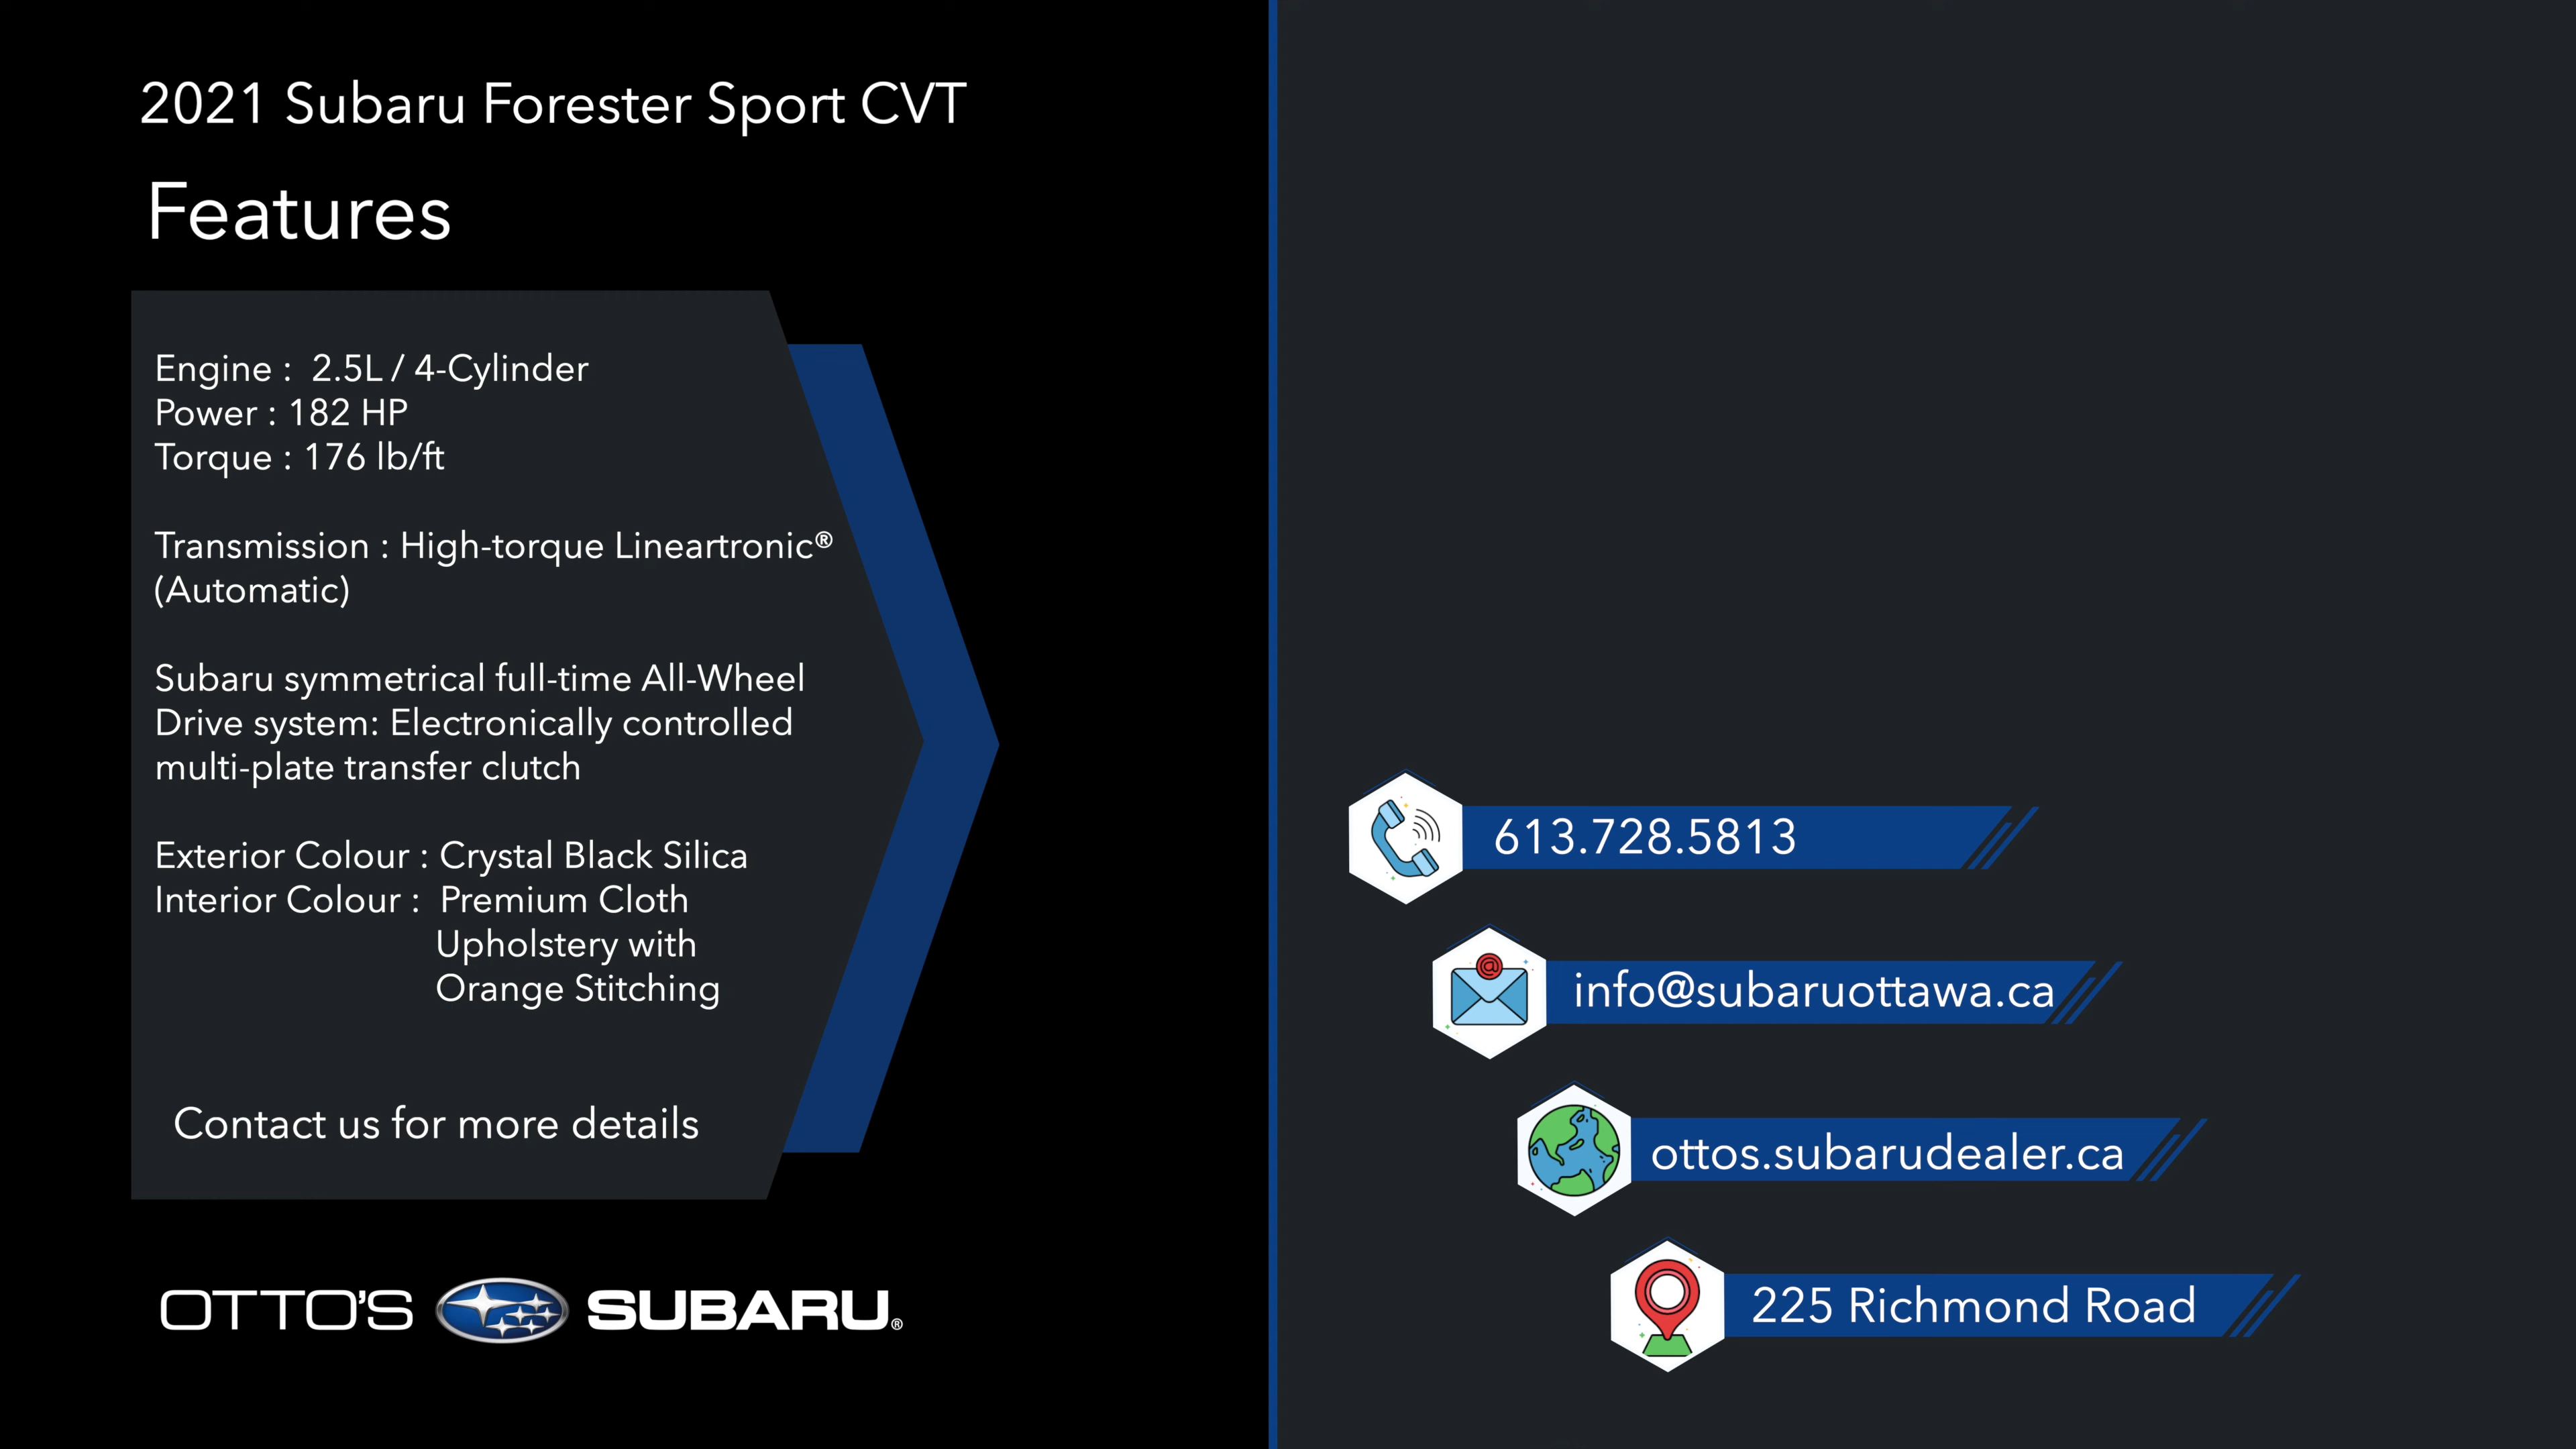 2021 Subaru Forester Sport CVT
Features
Engine :  2.5L / 4-Cylinder
Power : 182 HP
Torque : 176 lb/ft
Transmission : High-torque Lineartronic®
(Automatic)
Subaru symmetrical full-time All-Wheel
Drive system: Electronically controlled
multi-plate transfer clutch
Exterior Colour : Crystal Black Silica
Interior Colour :  Premium Cloth
Upholstery with
Orange Stitching
Contact us for more details
OTTO'S SUBARU®
613.728.5813
@
info@subaruottawa.ca
ottos.subarudealer.ca
225 Richmond Road